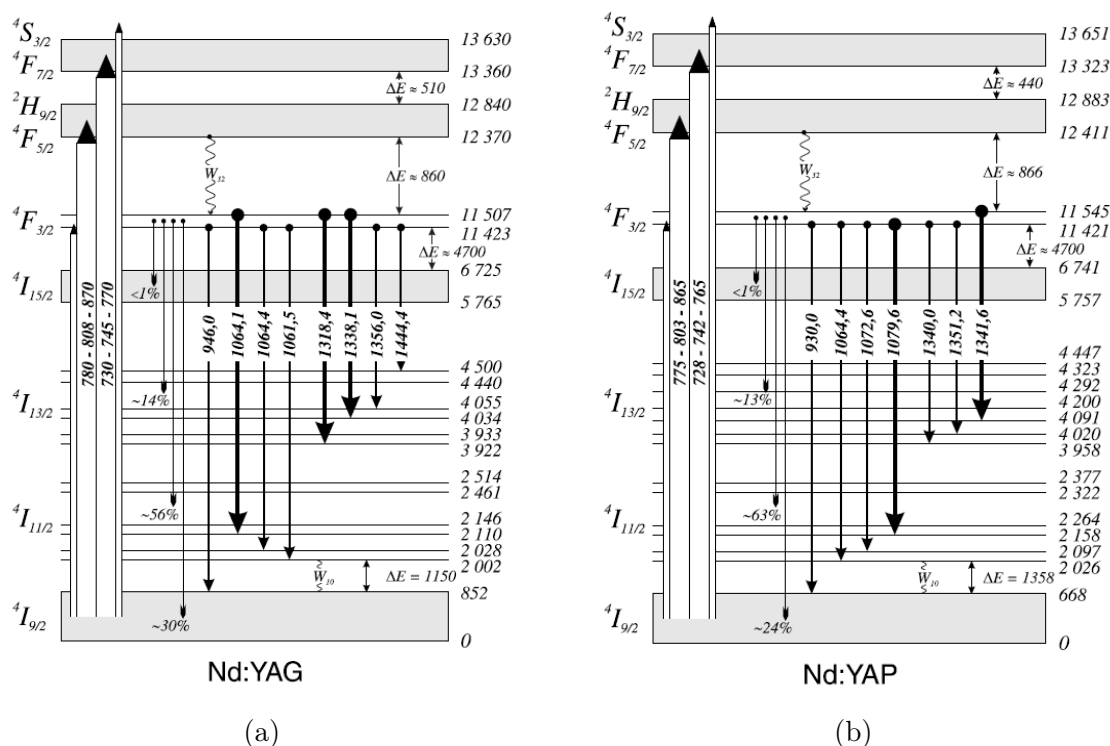 ⁴S₃/₂
13 630
⁴F₇/₂
13 360
ΔE ≈ 510
²H₉/₂
12 840
⁴F₅/₂
12 370
W₃₂
ΔE ≈ 860
⁴F₃/₂
11 507
11 423
ΔE ≈ 4700
⁴I₁₅/₂
6 725
5 765
<1%
780 - 808 - 870
730 - 745 - 770
946,0
1064,1
1064,4
1061,5
1318,4
1338,1
1356,0
1444,4
4 500
4 440
~14%
⁴I₁₃/₂
4 055
4 034
3 933
3 922
2 514
2 461
~56%
⁴I₁₁/₂
2 146
2 110
2 028
2 002
W₁₀
ΔE = 1150
852
⁴I₉/₂
~30%
0
Nd:YAG
(a)
⁴S₃/₂
13 651
⁴F₇/₂
13 323
ΔE ≈ 440
²H₉/₂
12 883
⁴F₅/₂
12 411
W₃₂
ΔE ≈ 866
⁴F₃/₂
11 545
11 421
ΔE ≈ 4700
⁴I₁₅/₂
6 741
5 757
<1%
775 - 803 - 865
728 - 742 - 765
930,0
1064,4
1072,6
1079,6
1340,0
1351,2
1341,6
4 447
4 323
4 292
~13%
⁴I₁₃/₂
4 200
4 091
4 020
3 958
2 377
2 322
~63%
⁴I₁₁/₂
2 264
2 158
2 097
2 026
W₁₀
ΔE = 1358
668
⁴I₉/₂
~24%
0
Nd:YAP
(b)